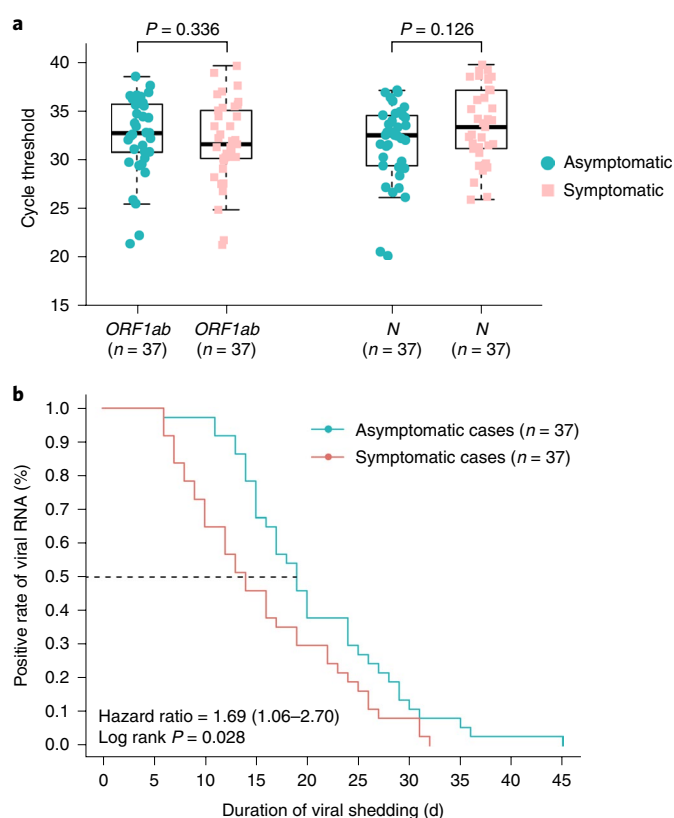 a
P = 0.336
P = 0.126
40
35
30
25
20
15
Cycle threshold
Asymptomatic
Symptomatic
ORF1ab
(n = 37)
ORF1ab
(n = 37)
N
(n = 37)
N
(n = 37)
b
1.0
0.9
0.8
0.7
0.6
0.5
0.4
0.3
0.2
0.1
0.0
Positive rate of viral RNA (%)
Asymptomatic cases (n = 37)
Symptomatic cases (n = 37)
Hazard ratio = 1.69 (1.06–2.70)
Log rank P = 0.028
0 5 10 15 20 25 30 35 40 45
Duration of viral shedding (d)